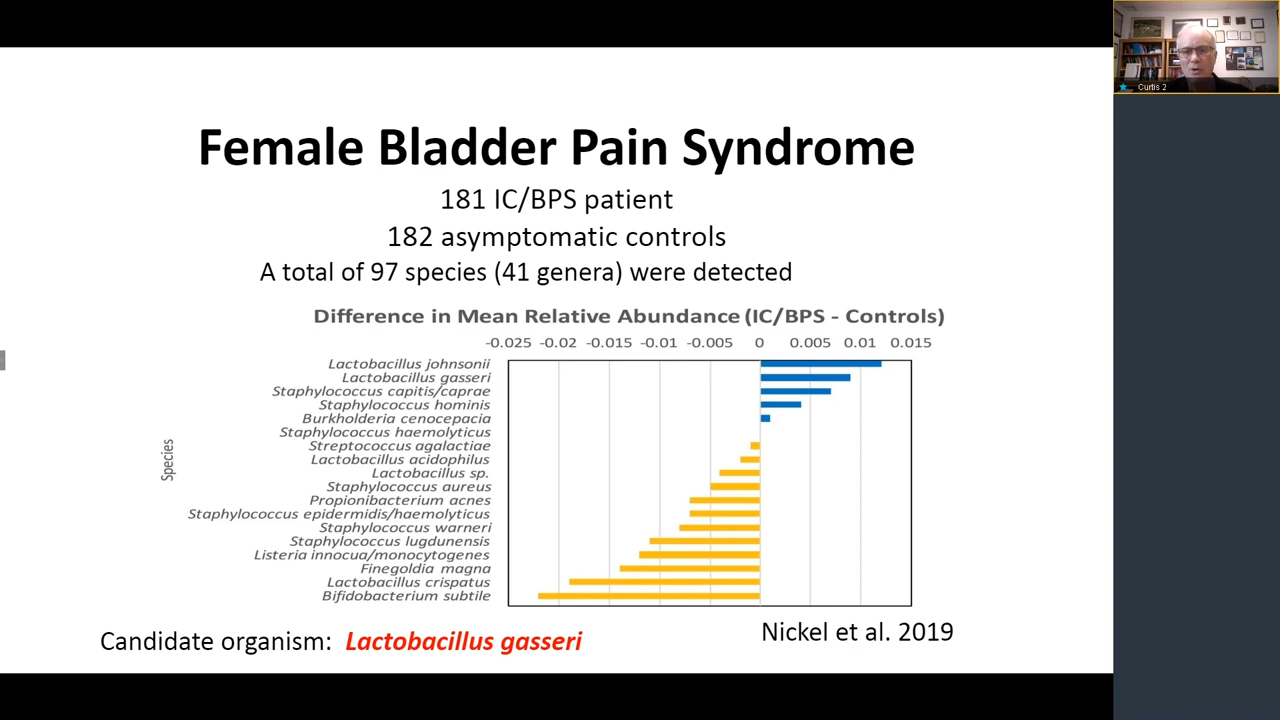 Female Bladder Pain Syndrome
181 IC/BPS patient
182 asymptomatic controls
A total of 97 species (41 genera) were detected
Difference in Mean Relative Abundance (IC/BPS - Controls)
-0.025 -0.02 -0.015 -0.01 -0.005 0 0.005 0.01 0.015
Species
Lactobacillus johnsonii
Lactobacillus gasseri
Staphylococcus capitis/caprae
Staphylococcus hominis
Burkholderia cenocepacia
Staphylococcus haemolyticus
Streptococcus agalactiae
Lactobacillus acidophilus
Lactobacillus sp.
Staphylococcus aureus
Propionibacterium acnes
Staphylococcus epidermidis/haemolyticus
Staphylococcus warneri
Staphylococcus lugdunensis
Listeria innocua/monocytogenes
Finegoldia magna
Lactobacillus crispatus
Bifidobacterium subtile
Candidate organism: Lactobacillus gasseri
Nickel et al. 2019
Curtis 2